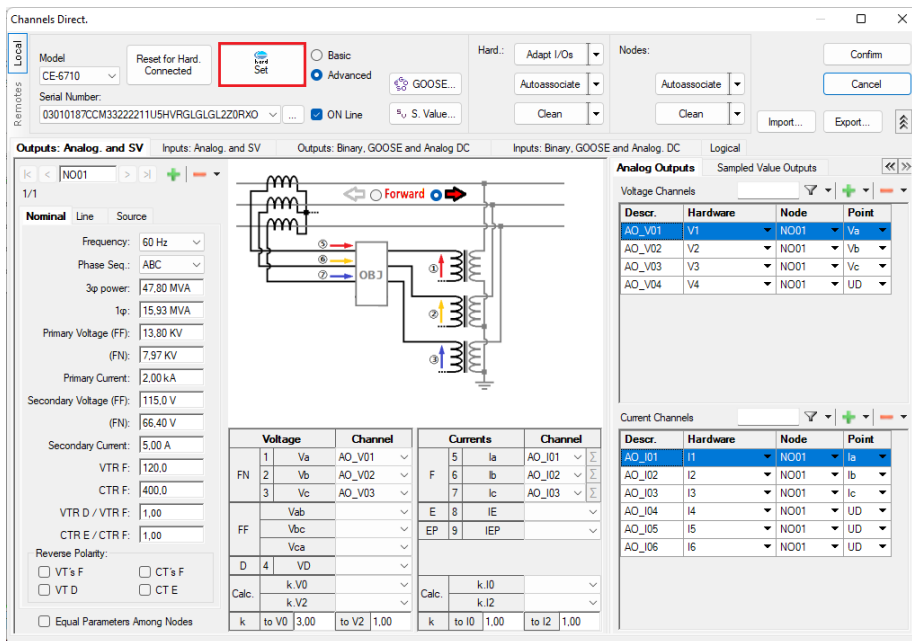 Channels Direct.
Local
Remotes
Model
CE-6710
Serial Number:
03010187CCM33222211U5HVRGLGLGL2Z0RXO
...
Reset for Hard.
Connected
hard
Set
Basic
Advanced
ON Line
GOOSE...
S. Value...
Hard.:
Adapt I/Os
Autoassociate
Clean
Nodes:
Autoassociate
Clean
Import...
Confirm
Cancel
Export...
Outputs: Analog. and SV
Inputs: Analog. and SV
Outputs: Binary, GOOSE and Analog DC
Inputs: Binary, GOOSE and Analog. DC
Logical
NO01
1/1
Nominal Line Source
Frequency: 60 Hz
Phase Seq.: ABC
3φ power: 47,80 MVA
1φ: 15,93 MVA
Primary Voltage (FF): 13,80 KV
(FN): 7,97 KV
Primary Current: 2,00 kA
Secondary Voltage (FF): 115,0 V
(FN): 66,40 V
Secondary Current: 5,00 A
VTR F: 120,0
CTR F: 400,0
VTR D / VTR F: 1,00
CTR E / CTR F: 1,00
Reverse Polarity:
VT's F CT's F
VT D CT E
Equal Parameters Among Nodes
Forward
⑤
⑥
⑦
OBJ
①
②
③
Voltage Channel
FN 1 Va AO_V01
2 Vb AO_V02
3 Vc AO_V03
FF Vab
Vbc
Vca
D 4 VD
Calc. k.V0
k.V2
k to V0 3,00 to V2 1,00
Currents Channel
F 5 Ia AO_I01 Σ
6 Ib AO_I02 Σ
7 Ic AO_I03 Σ
E 8 IE
EP 9 IEP
Calc. k.I0
k.I2
k to I0 1,00 to I2 1,00
Analog Outputs Sampled Value Outputs
Voltage Channels
Descr. Hardware Node Point
AO_V01 V1 NO01 Va
AO_V02 V2 NO01 Vb
AO_V03 V3 NO01 Vc
AO_V04 V4 NO01 UD
Current Channels
Descr. Hardware Node Point
AO_I01 I1 NO01 Ia
AO_I02 I2 NO01 Ib
AO_I03 I3 NO01 Ic
AO_I04 I4 NO01 UD
AO_I05 I5 NO01 UD
AO_I06 I6 NO01 UD